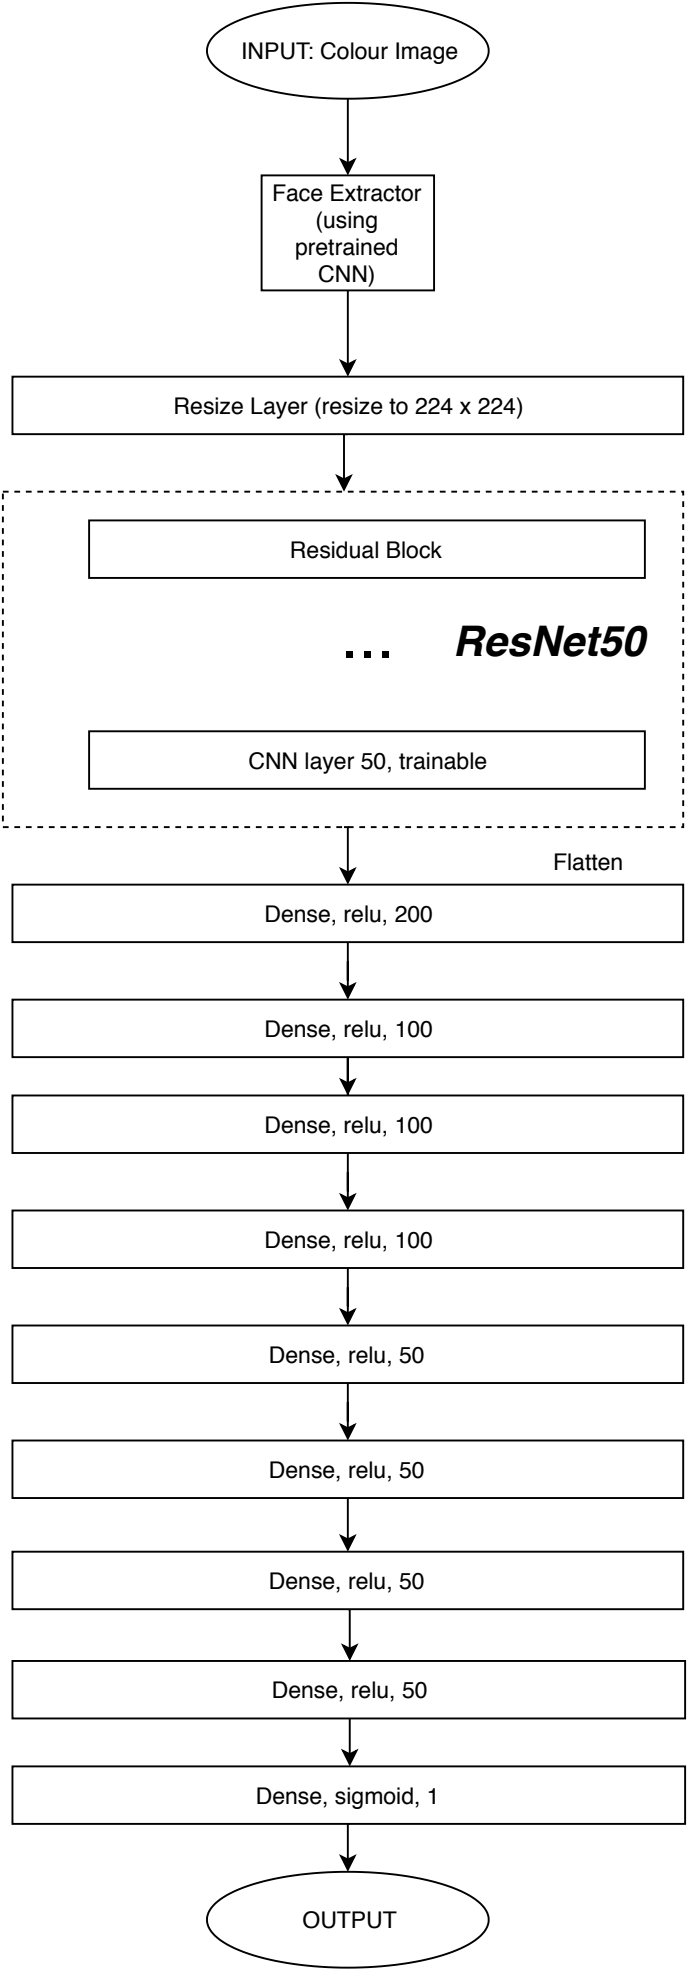 INPUT: Colour Image
Face Extractor
(using
pretrained
CNN)
Resize Layer (resize to 224 x 224)
Residual Block
... ResNet50
CNN layer 50, trainable
Flatten
Dense, relu, 200
Dense, relu, 100
Dense, relu, 100
Dense, relu, 100
Dense, relu, 50
Dense, relu, 50
Dense, relu, 50
Dense, relu, 50
Dense, sigmoid, 1
OUTPUT